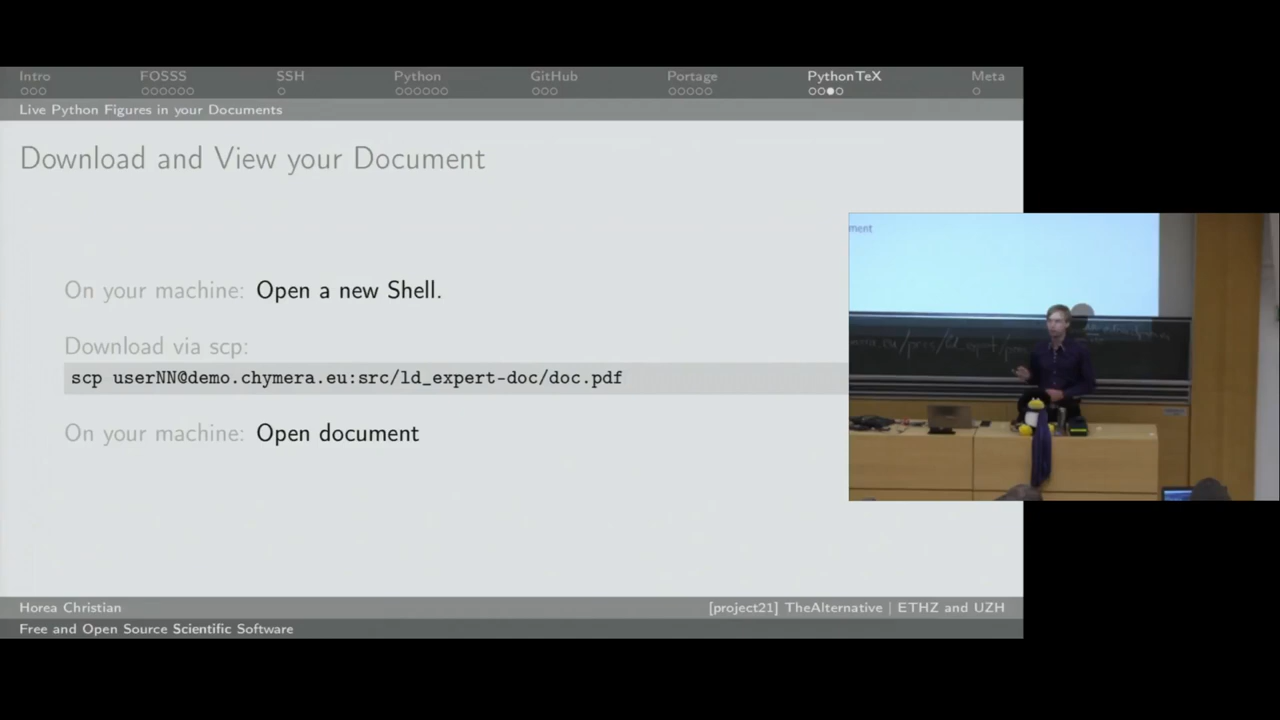 Intro FOSSS SSH Python GitHub Portage PythonTeX Meta
Live Python Figures in your Documents
Download and View your Document
ment
On your machine: Open a new Shell.
Download via scp:
scp userNN@demo.chymera.eu:src/ld_expert-doc/doc.pdf
On your machine: Open document
Horea Christian [project21] TheAlternative | ETHZ and UZH
Free and Open Source Scientific Software